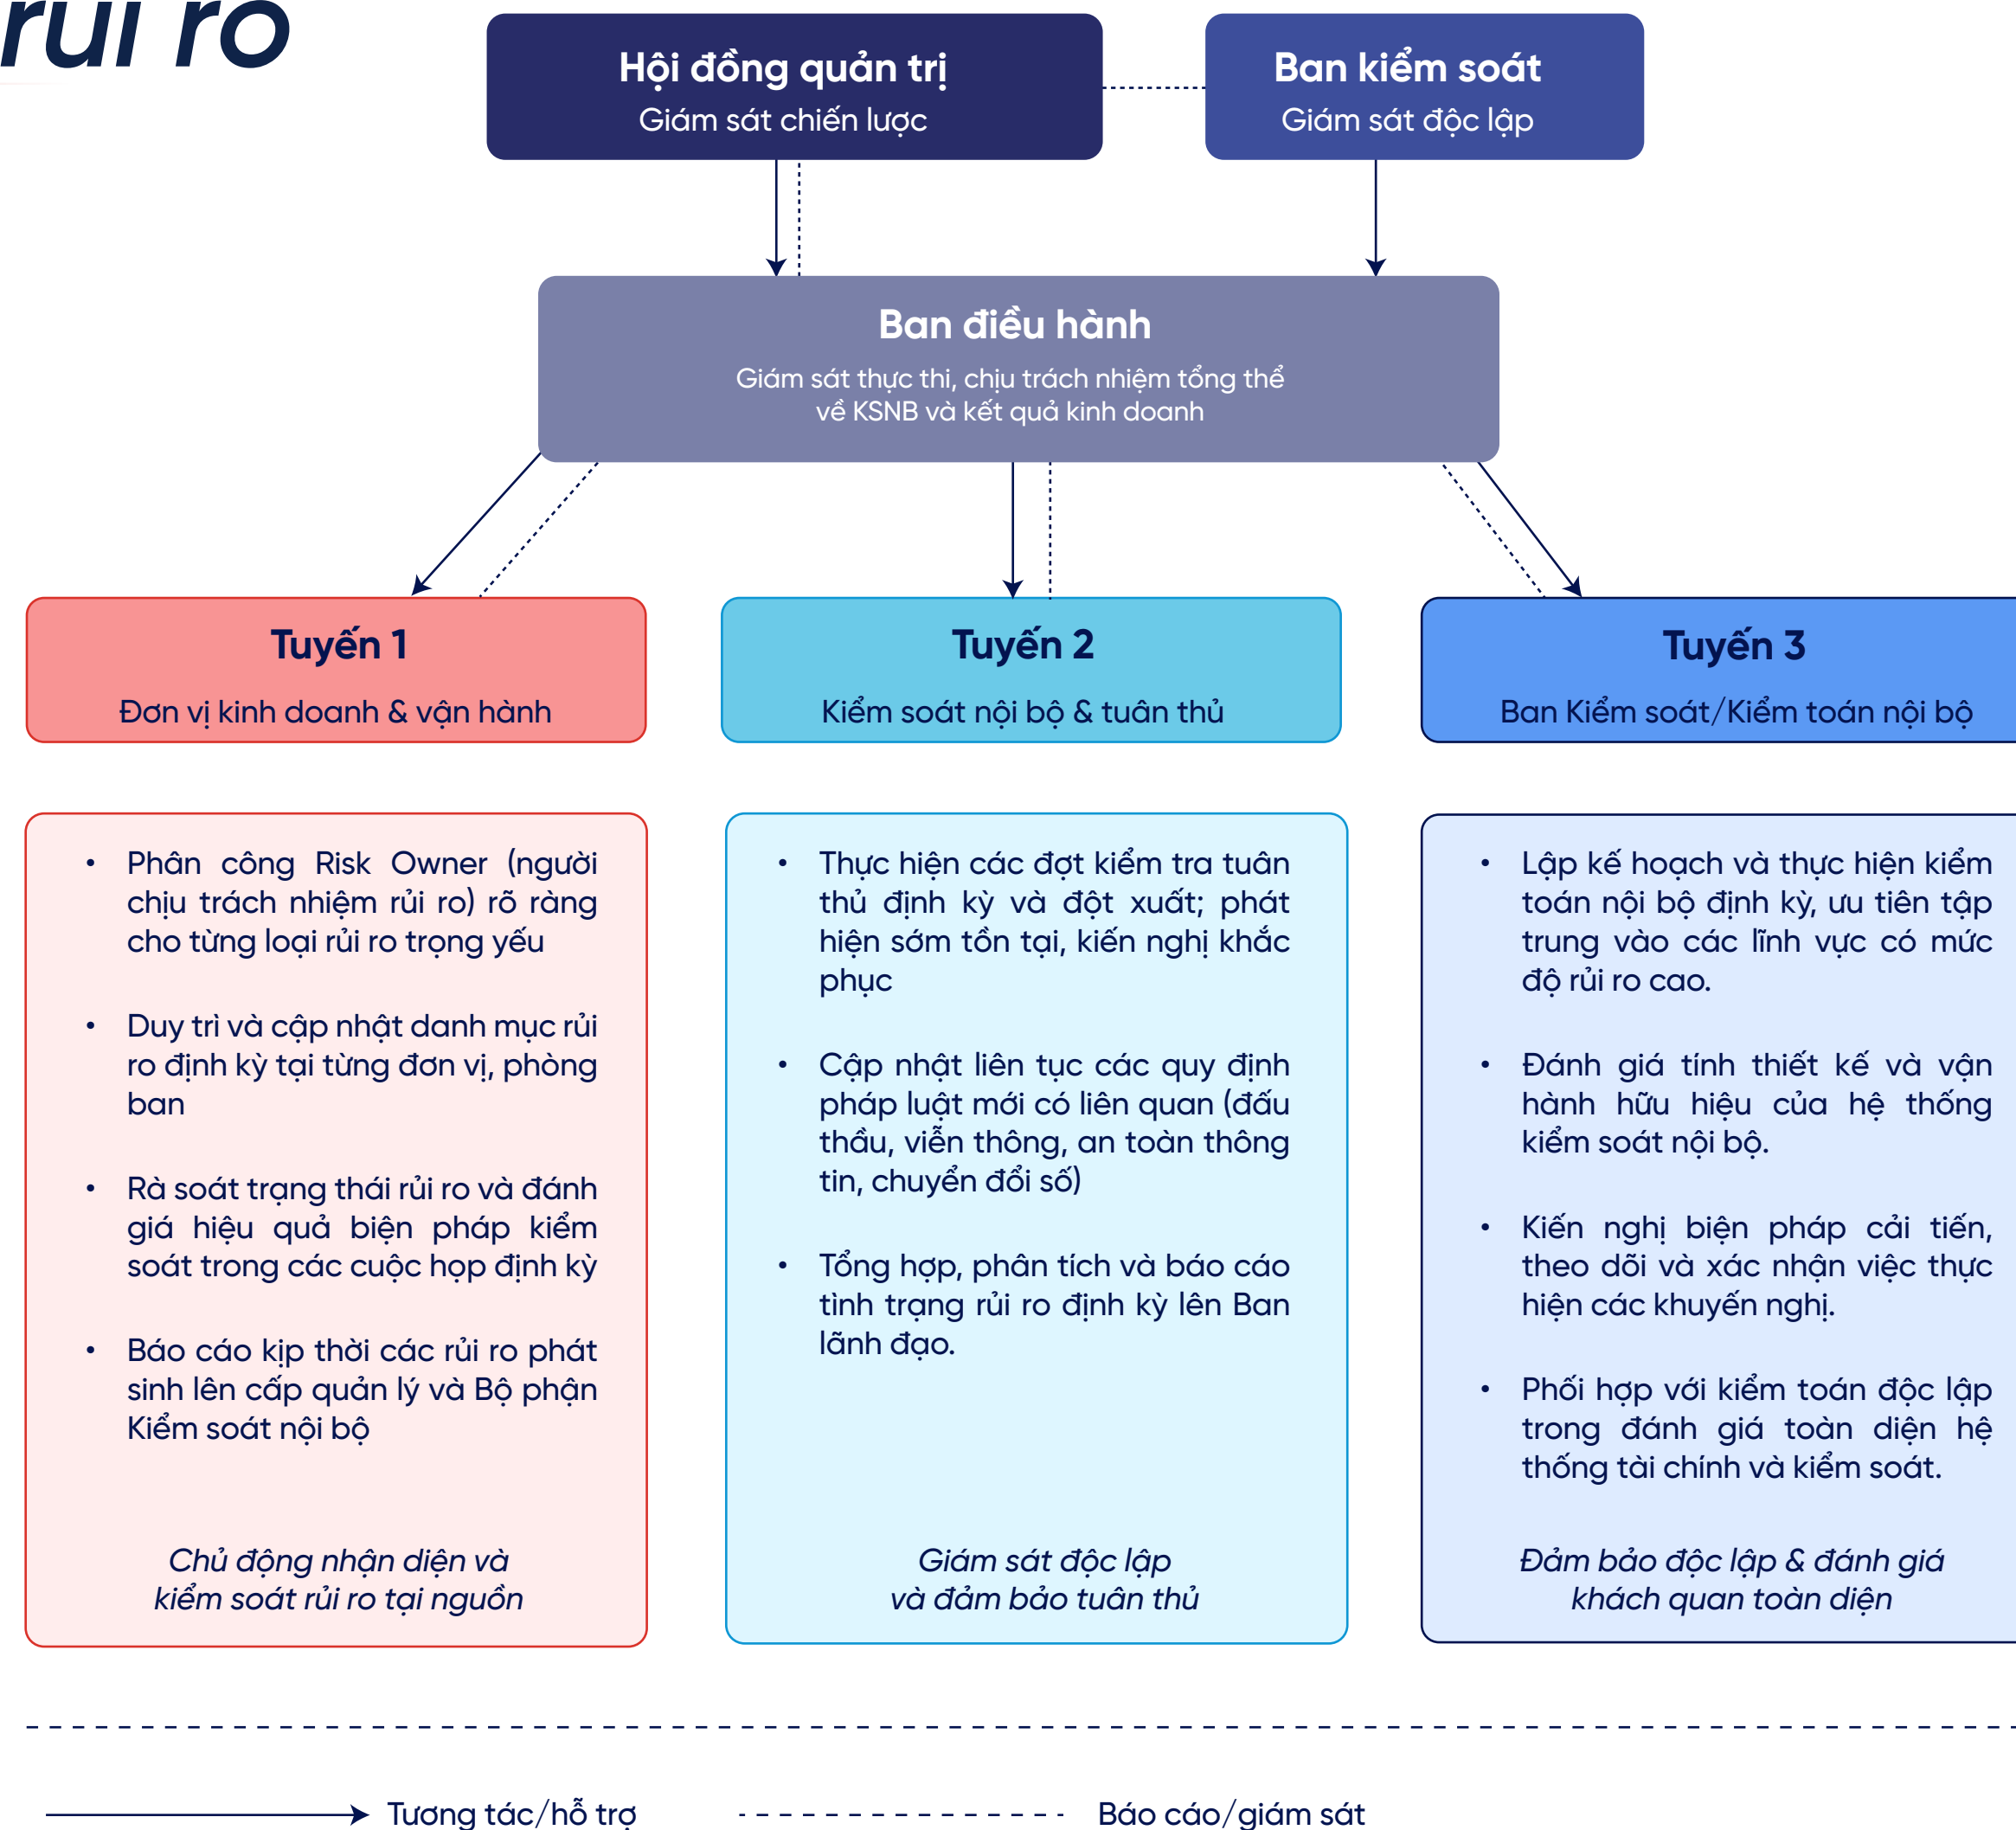 rủi ro
Hội đồng quản trị
Giám sát chiến lược
Ban kiểm soát
Giám sát độc lập
Ban điều hành
Giám sát thực thi, chịu trách nhiệm tổng thể
về KSNB và kết quả kinh doanh
Tuyến 1
Đơn vị kinh doanh & vận hành
Tuyến 2
Kiểm soát nội bộ & tuân thủ
Tuyến 3
Ban Kiểm soát/Kiểm toán nội bộ
• Phân công Risk Owner (người
chịu trách nhiệm rủi ro) rõ ràng
cho từng loại rủi ro trọng yếu
• Duy trì và cập nhật danh mục rủi
ro định kỳ tại từng đơn vị, phòng
ban
• Rà soát trạng thái rủi ro và đánh
giá hiệu quả biện pháp kiểm
soát trong các cuộc họp định kỳ
• Báo cáo kịp thời các rủi ro phát
sinh lên cấp quản lý và Bộ phận
Kiểm soát nội bộ
Chủ động nhận diện và
kiểm soát rủi ro tại nguồn
• Thực hiện các đợt kiểm tra tuân
thủ định kỳ và đột xuất; phát
hiện sớm tồn tại, kiến nghị khắc
phục
• Cập nhật liên tục các quy định
pháp luật mới có liên quan (đấu
thầu, viễn thông, an toàn thông
tin, chuyển đổi số)
• Tổng hợp, phân tích và báo cáo
tình trạng rủi ro định kỳ lên Ban
lãnh đạo.
Giám sát độc lập
và đảm bảo tuân thủ
• Lập kế hoạch và thực hiện kiểm
toán nội bộ định kỳ, ưu tiên tập
trung vào các lĩnh vực có mức
độ rủi ro cao.
• Đánh giá tính thiết kế và vận
hành hữu hiệu của hệ thống
kiểm soát nội bộ.
• Kiến nghị biện pháp cải tiến,
theo dõi và xác nhận việc thực
hiện các khuyến nghị.
• Phối hợp với kiểm toán độc lập
trong đánh giá toàn diện hệ
thống tài chính và kiểm soát.
Đảm bảo độc lập & đánh giá
khách quan toàn diện
Tương tác/hỗ trợ
Báo cáo/giám sát